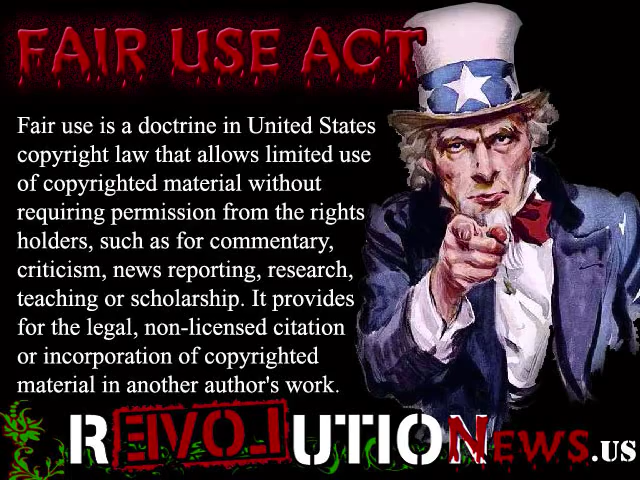 FAIR USE ACT
Fair use is a doctrine in United States
copyright law that allows limited use
of copyrighted material without
requiring permission from the rights
holders, such as for commentary,
criticism, news reporting, research,
teaching or scholarship. It provides
for the legal, non-licensed citation
or incorporation of copyrighted
material in another author's work.
REVOLUTIONNEWS.US